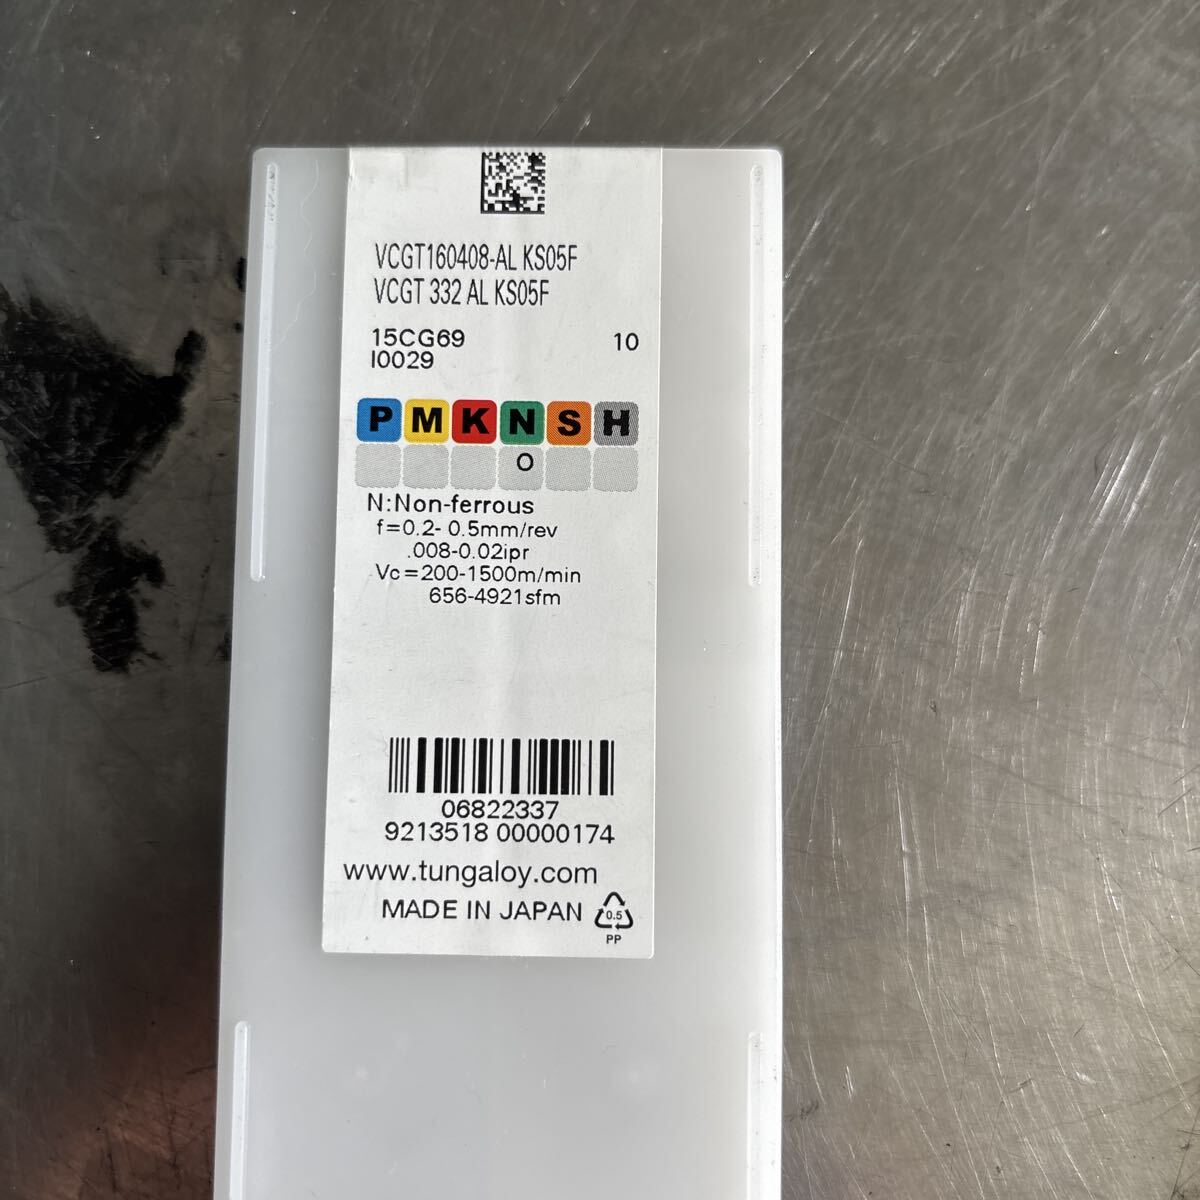 VCGT160408-AL KS05F
VCGT 332 AL KS05F
15CG69 10
I0029
P M K N S H
O
N:Non-ferrous
f=0.2- 0.5mm/rev
.008-0.02ipr
Vc=200-1500m/min
656-4921sfm
06822337
9213518 00000174
www.tungaloy.com
MADE IN JAPAN
0.5
PP